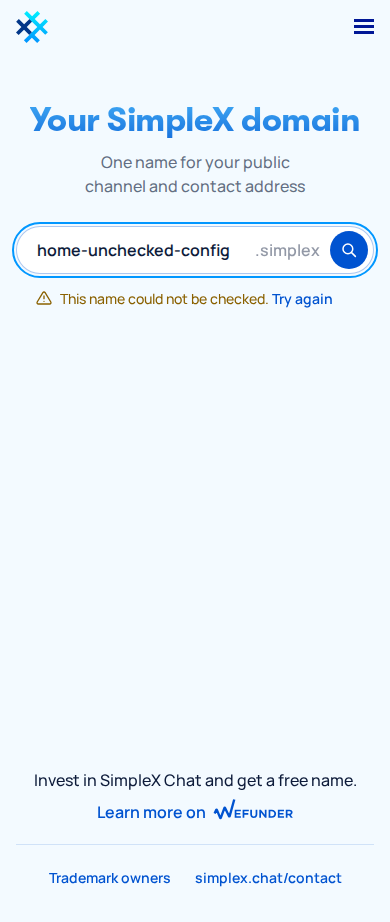 Your SimpleX domain
One name for your public
channel and contact address
home-unchecked-config .simplex
This name could not be checked. Try again
Invest in SimpleX Chat and get a free name.
Learn more on WEFUNDER
Trademark owners simplex.chat/contact